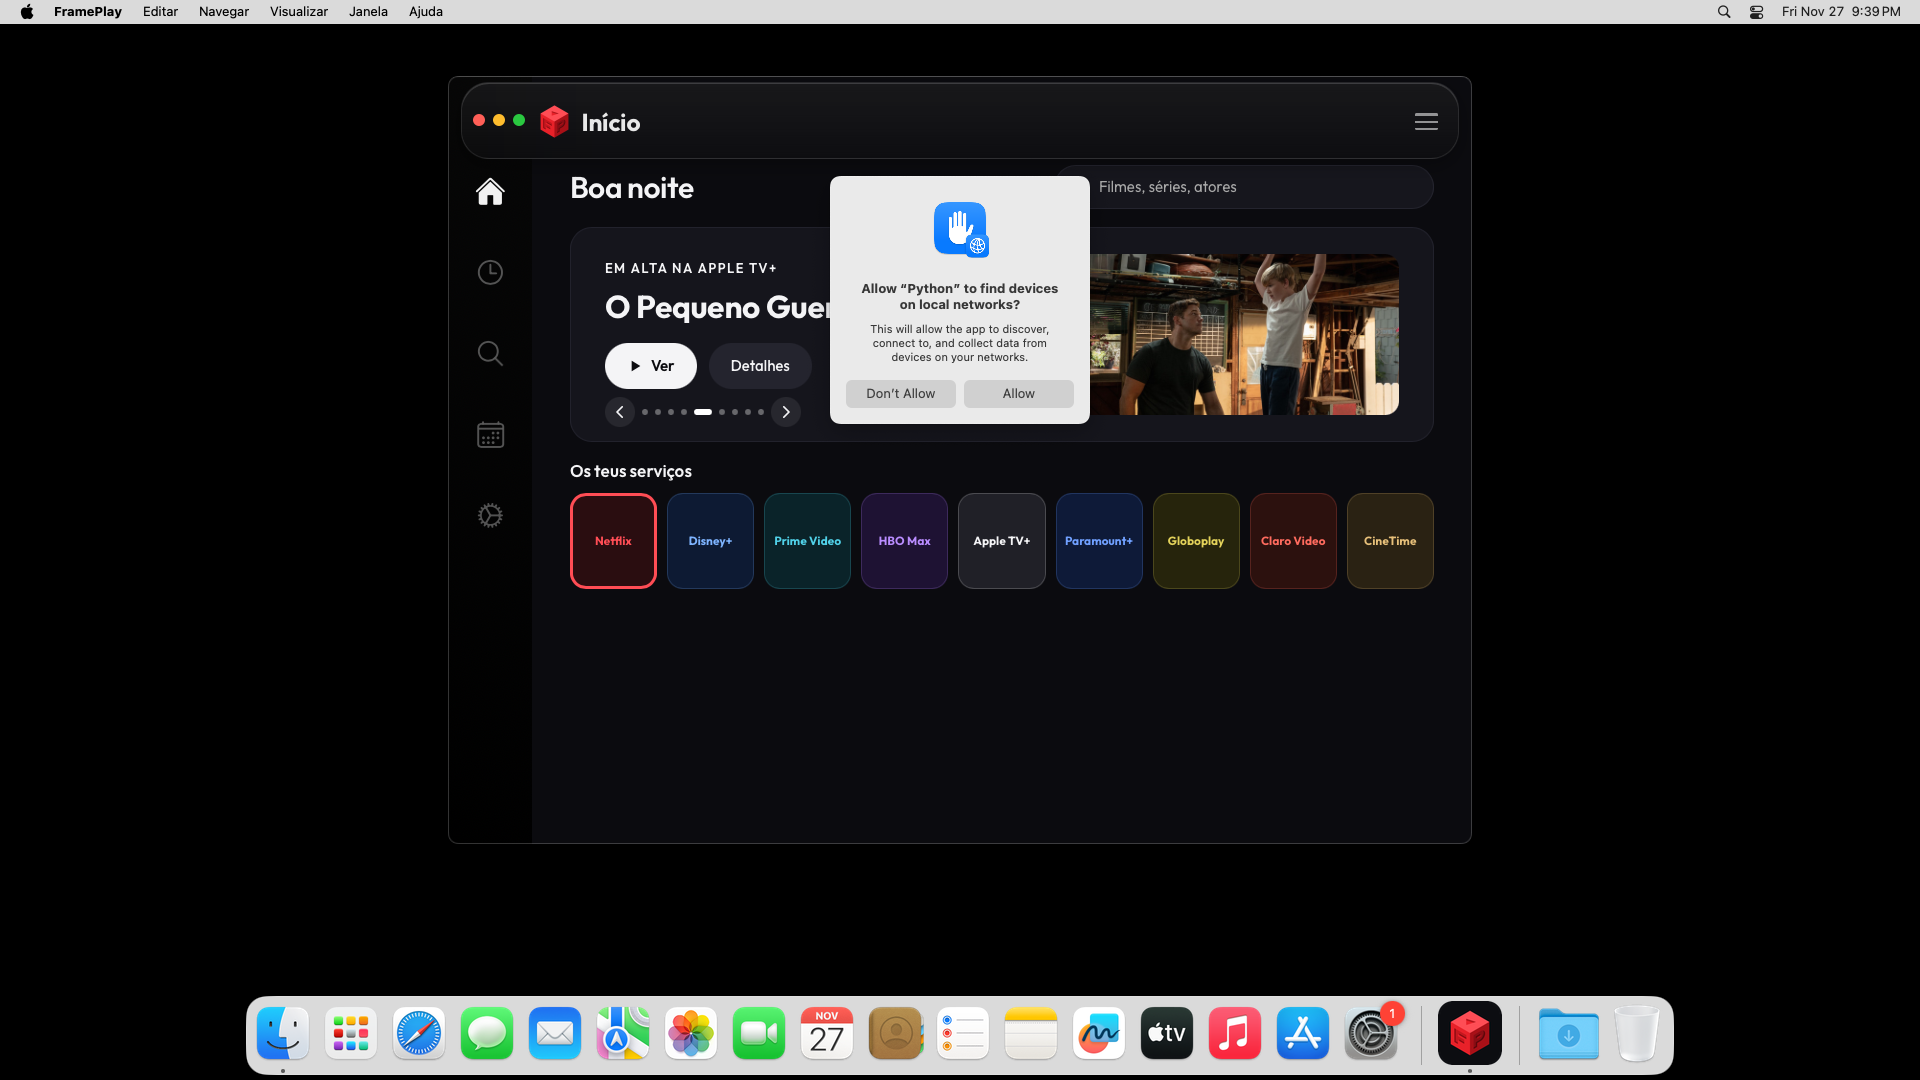 FramePlay Editar Navegar Visualizar Janela Ajuda
Fri Nov 27 9:39 PM
Início
Boa noite
Filmes, séries, atores
EM ALTA NA APPLE TV+
O Pequeno Guer
Ver
Detalhes
Allow “Python” to find devices
on local networks?
This will allow the app to discover,
connect to, and collect data from
devices on your networks.
Don’t Allow
Allow
Os teus serviços
Netflix
Disney+
Prime Video
HBO Max
Apple TV+
Paramount+
Globoplay
Claro Video
CineTime
NOV
27
tv
1